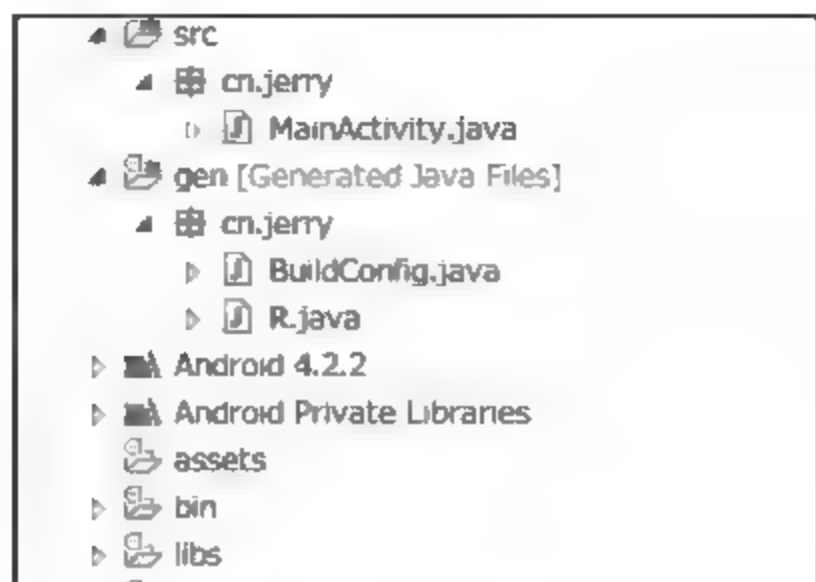 src
cn.jerry
MainActivity.java
gen [Generated Java Files]
cn.jerry
BuildConfig.java
R.java
Android 4.2.2
Android Private Libraries
assets
bin
libs